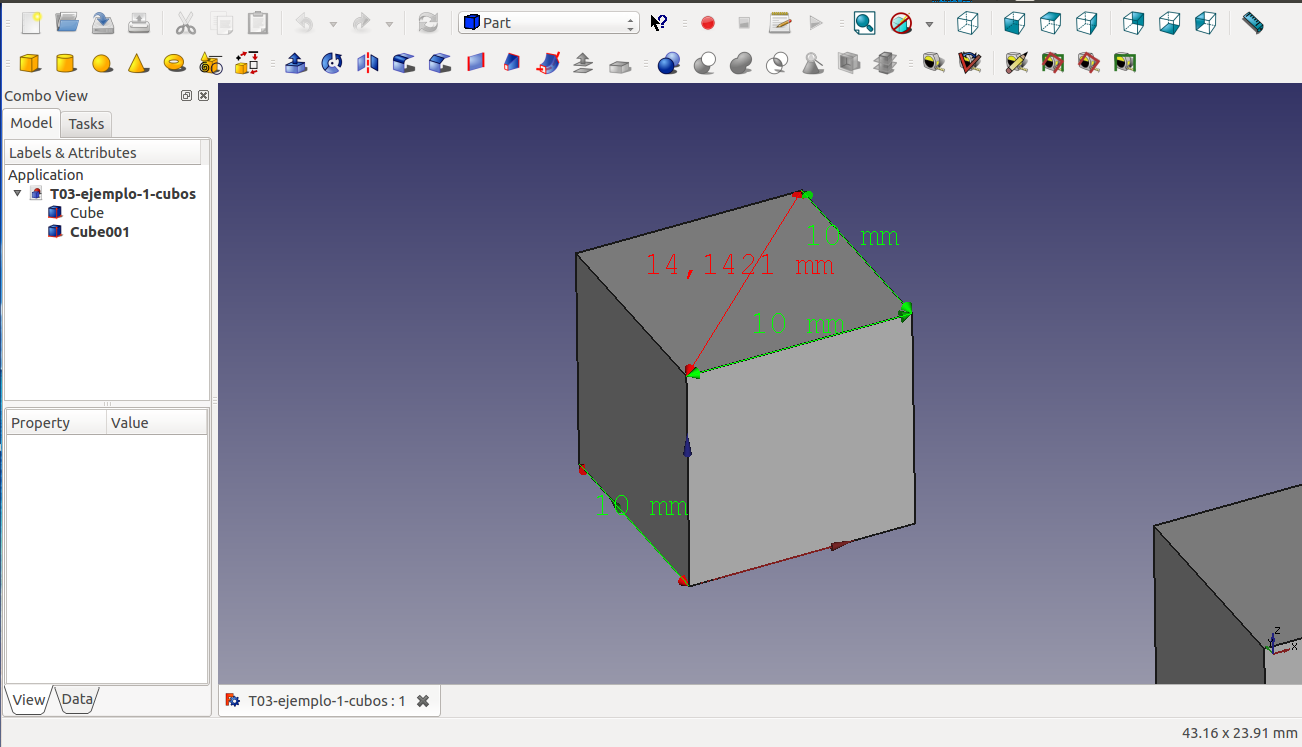 Part
Combo View
Model Tasks
Labels & Attributes
Application
T03-ejemplo-1-cubos
Cube
Cube001
Property Value
View Data
10 mm
14,1421 mm
10 mm
10 mm
z
Y
x
T03-ejemplo-1-cubos : 1
43.16 x 23.91 mm